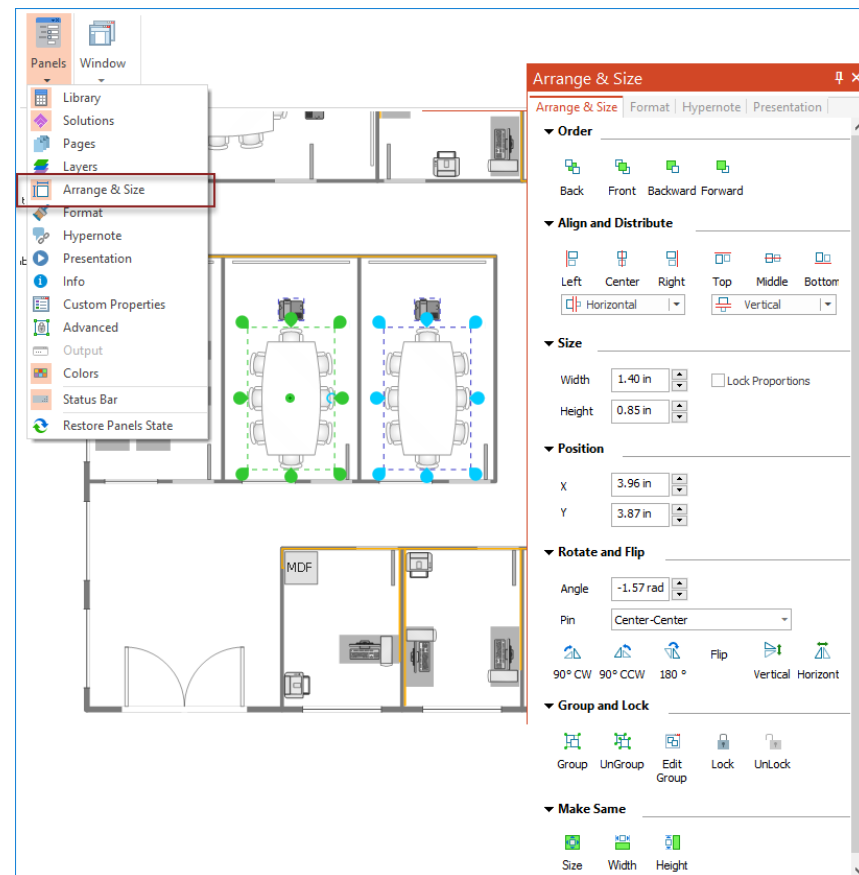 Panels Window
Library
Solutions
Pages
Layers
Arrange & Size
Format
Hypernote
Presentation
Info
Custom Properties
Advanced
Output
Colors
Status Bar
Restore Panels State
MDF
Arrange & Size
Arrange & Size Format Hypernote Presentation
Order
Back Front Backward Forward
Align and Distribute
Left Center Right Top Middle Bottom
Horizontal Vertical
Size
Width 1.40 in Lock Proportions
Height 0.85 in
Position
X 3.96 in
Y 3.87 in
Rotate and Flip
Angle -1.57 rad
Pin Center-Center
90° CW 90° CCW 180 ° Flip Vertical Horizont
Group and Lock
Group UnGroup Edit Group Lock UnLock
Make Same
Size Width Height